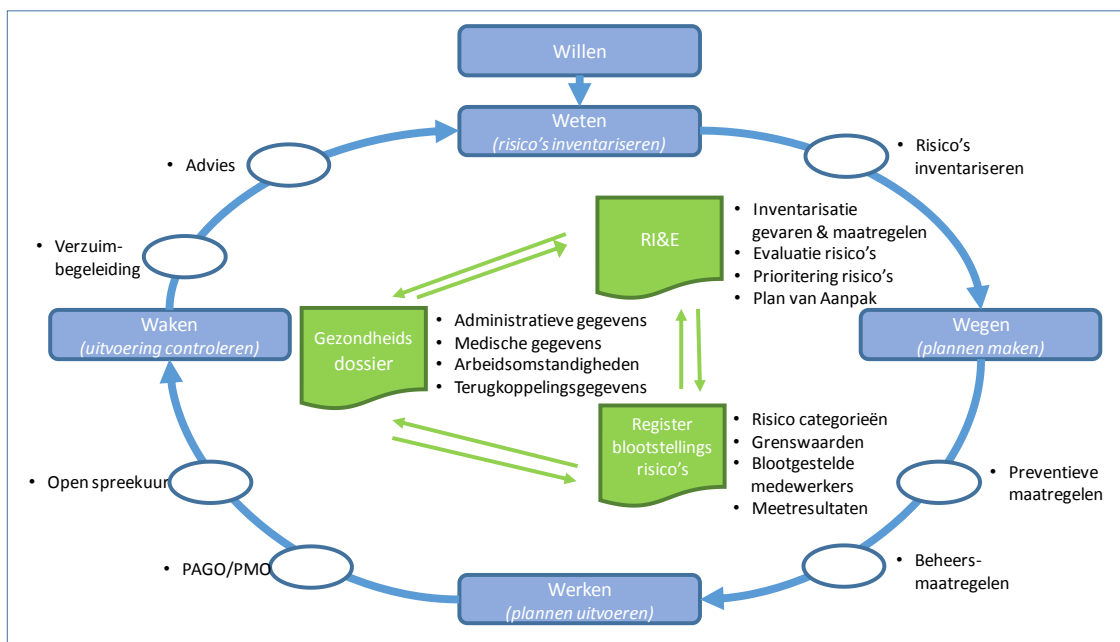 Willen
Weten
(risico's inventariseren)
• Advies
• Risico's
inventariseren
• Verzuim-
begeleiding
RI&E
• Inventarisatie
gevaren & maatregelen
• Evaluatie risico's
• Prioritering risico's
• Plan van Aanpak
Waken
(uitvoering controleren)
Gezondheids
dossier
• Administratieve gegevens
• Medische gegevens
• Arbeidsomstandigheden
• Terugkoppelingsgegevens
Wegen
(plannen maken)
Register
blootstellings
risico's
• Risico categorieën
• Grenswaarden
• Blootgestelde
medewerkers
• Meetresultaten
• Open spreekuur
• Preventieve
maatregelen
• PAGO/PMO
• Beheers-
maatregelen
Werken
(plannen uitvoeren)